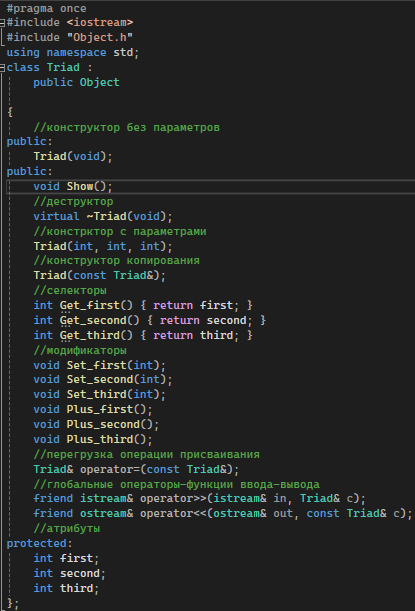 #pragma once
#include <iostream>
#include "Object.h"
using namespace std;
class Triad :
    public Object

{
    //конструктор без параметров
public:
    Triad(void);
public:
    void Show();
    //деструктор
    virtual ~Triad(void);
    //констрктор с параметрами
    Triad(int, int, int);
    //конструктор копирования
    Triad(const Triad&);
    //селекторы
    int Get_first() { return first; }
    int Get_second() { return second; }
    int Get_third() { return third; }
    //модификаторы
    void Set_first(int);
    void Set_second(int);
    void Set_third(int);
    void Plus_first();
    void Plus_second();
    void Plus_third();
    //перегрузка операции присваивания
    Triad& operator=(const Triad&);
    //глобальные операторы-функции ввода-вывода
    friend istream& operator>>(istream& in, Triad& c);
    friend ostream& operator<<(ostream& out, const Triad& c);
    //атрибуты
protected:
    int first;
    int second;
    int third;
};